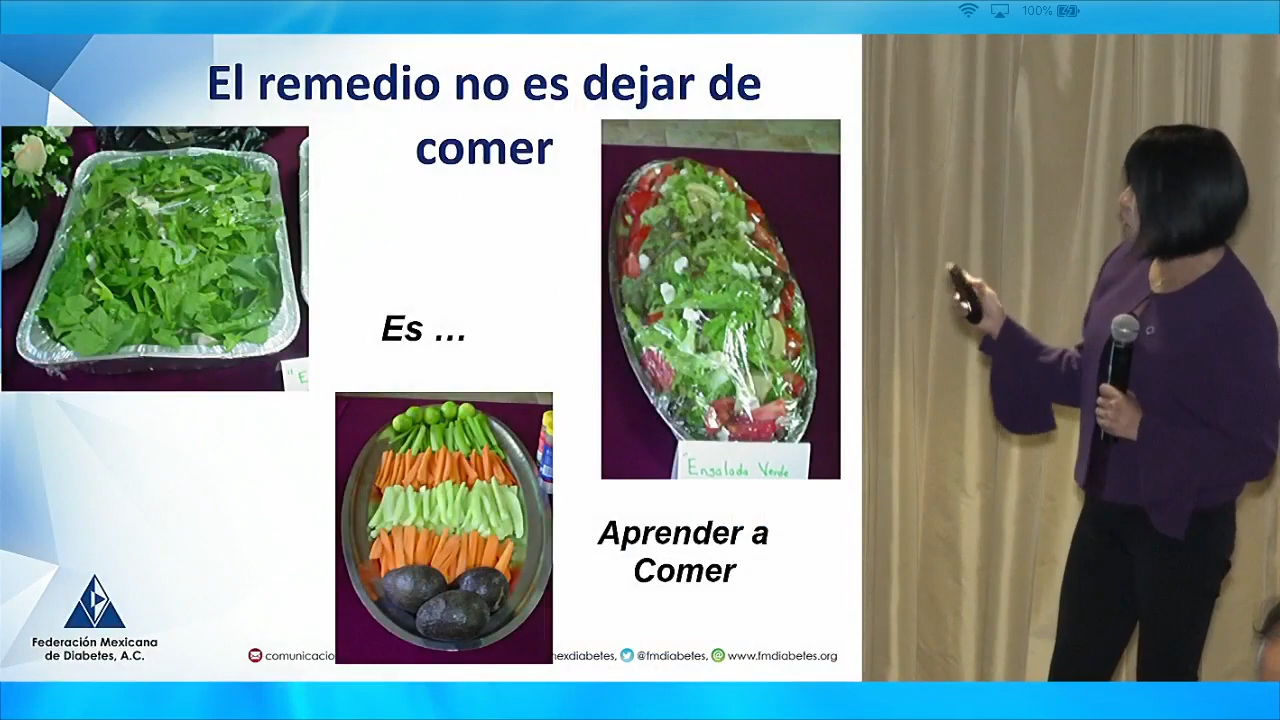 100%
El remedio no es dejar de
comer
Es ...
"Ensalada Verde
Aprender a
Comer
Federación Mexicana
de Diabetes, A.C.
comunicacio
exdiabetes, @fmdiabetes, www.fmdiabetes.org